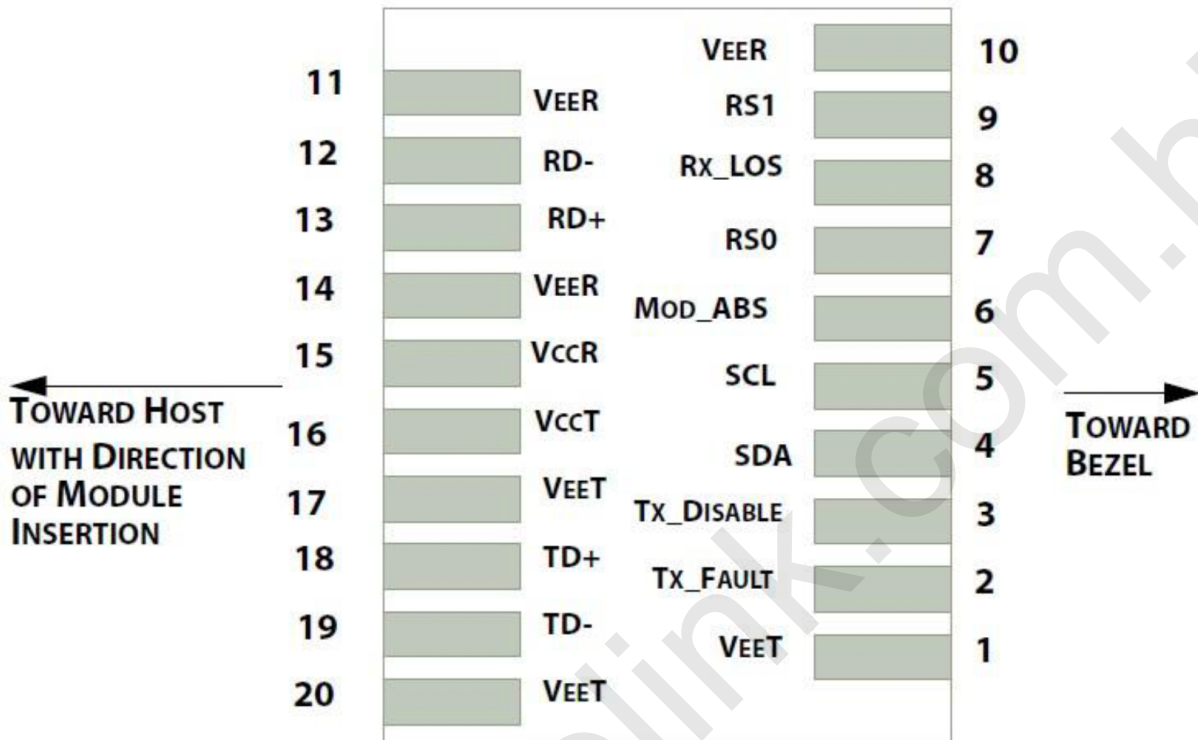 VEER 10
11 VEER
RS1 9
12 RD-
RX_LOS 8
13 RD+
RS0 7
14 VEER
MOD_ABS 6
15 VCCR
SCL 5
TOWARD HOST
WITH DIRECTION
OF MODULE
INSERTION
16 VCCT
TOWARD
BEZEL
SDA 4
17 VEET
TX_DISABLE 3
18 TD+
TX_FAULT 2
19 TD-
VEET 1
20 VEET
link.com.h